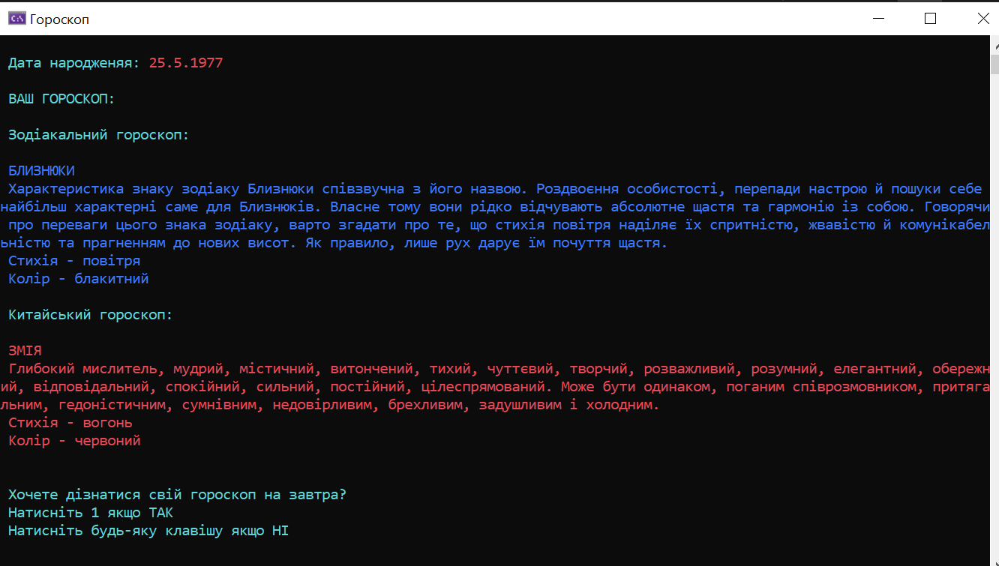 Гороскоп
Дата народженяя: 25.5.1977
ВАШ ГОРОСКОП:
Зодіакальний гороскоп:
БЛИЗНЮКИ
Характеристика знаку зодіаку Близнюки співзвучна з його назвою. Роздвоєння особистості, перепади настрою й пошуки себе
найбільш характерні саме для Близнюків. Власне тому вони рідко відчувають абсолютне щастя та гармонію із собою. Говорячи
про переваги цього знака зодіаку, варто згадати про те, що стихія повітря наділяє їх спритністю, жвавістю й комунікабел
ьністю та прагненням до нових висот. Як правило, лише рух дарує їм почуття щастя.
Стихія - повітря
Колір - блакитний
Китайський гороскоп:
ЗМІЯ
Глибокий мислитель, мудрий, містичний, витончений, тихий, чуттєвий, творчий, розважливий, розумний, елегантний, обережн
ий, відповідальний, спокійний, сильний, постійний, цілеспрямований. Може бути одинаком, поганим співрозмовником, притяга
льним, гедоністичним, сумнівним, недовірливим, брехливим, задушливим і холодним.
Стихія - вогонь
Колір - червоний
Хочете дізнатися свій гороскоп на завтра?
Натисніть 1 якщо ТАК
Натисніть будь-яку клавішу якщо НІ